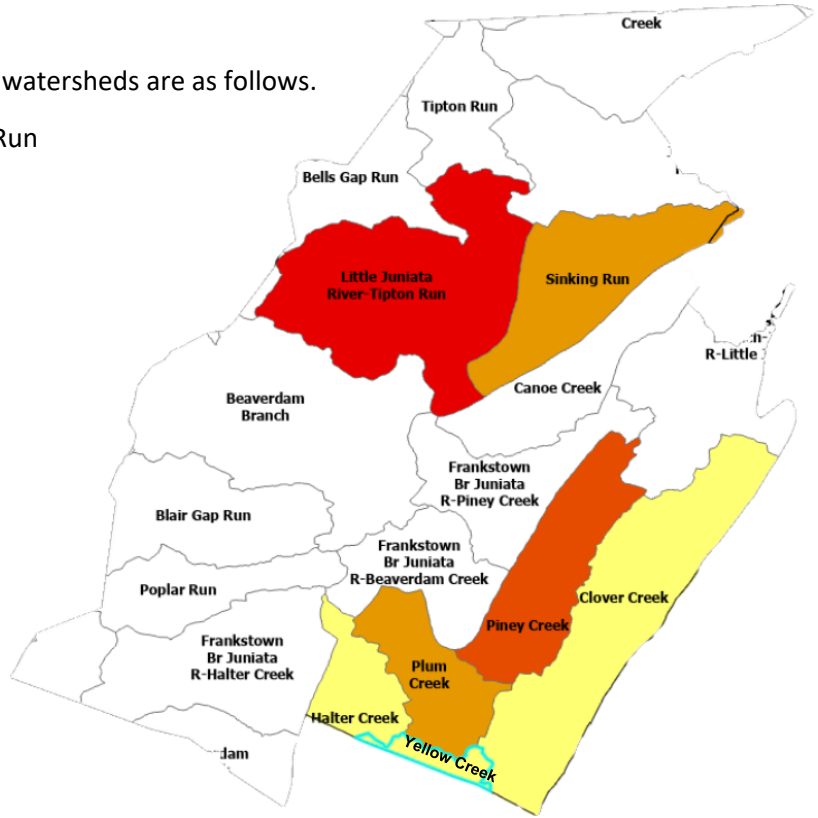 Creek
watersheds are as follows.
Tipton Run
Run
Bells Gap Run
Little Juniata
River-Tipton Run
Sinking Run
R-Little
Canoe Creek
Beaverdam
Branch
Frankstown
Br Juniata
R-Piney Creek
Blair Gap Run
Frankstown
Br Juniata
R-Beaverdam Creek
Poplar Run
Clover Creek
Piney Creek
Frankstown
Br Juniata
R-Halter Creek
Plum
Creek
Halter Creek
Yellow Creek